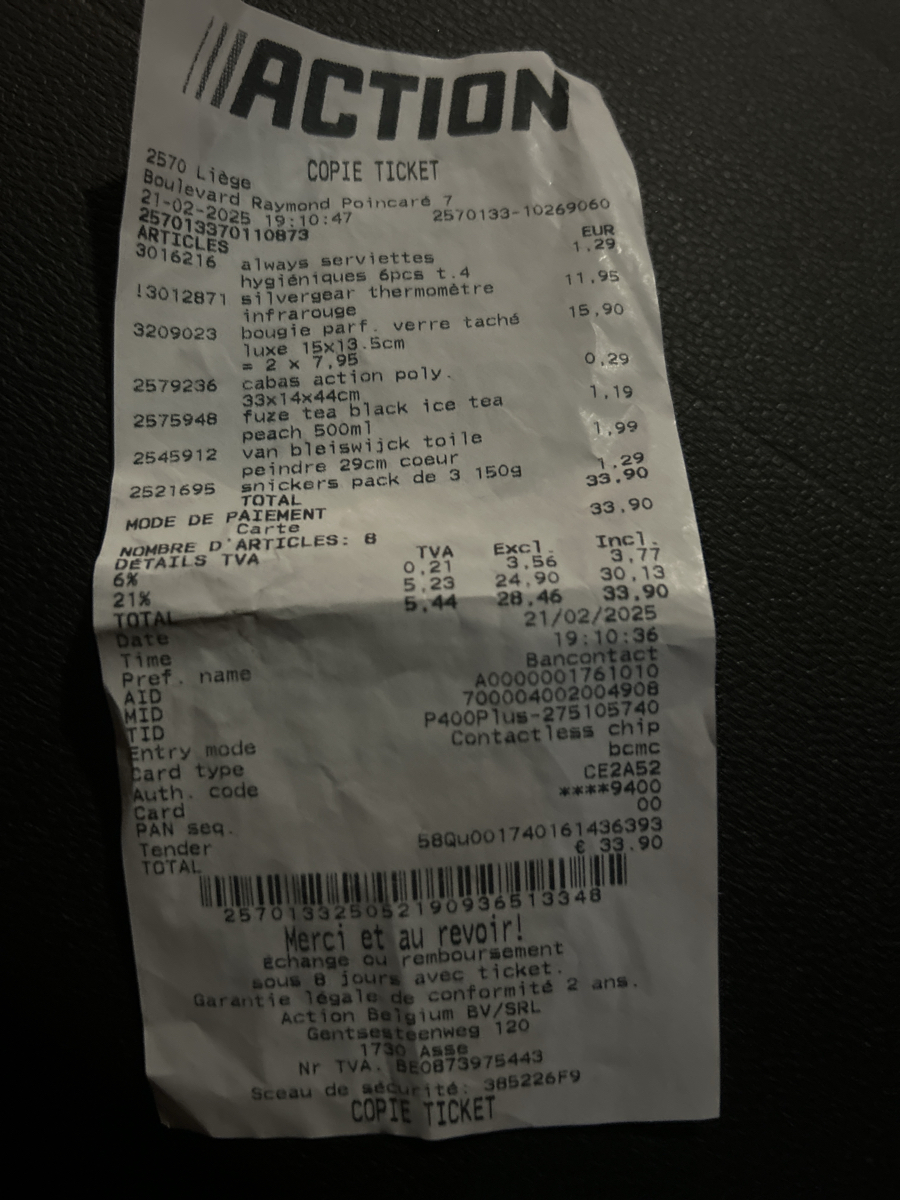 ACTION
COPIE TICKET
2570 Liège
Boulevard Raymond Poincaré 7
21-02-2025 19:10:47 2570133-10269060
257013370110873
ARTICLES EUR
3016216 always serviettes 1,29
hygiéniques 6pcs t.4
!3012871 silvergear thermomètre 11,95
infrarouge
3209023 bougie parf. verre taché 15,90
luxe 15x13.5cm
= 2 x 7,95
2579236 cabas action poly. 0,29
33x14x44cm
2575948 fuze tea black ice tea 1,19
peach 500ml
2545912 van bleiswijck toile 1,99
peindre 29cm coeur
2521695 snickers pack de 3 150g 1,29
TOTAL 33,90
MODE DE PAIEMENT
Carte 33,90
NOMBRE D'ARTICLES: 8
DETAILS TVA TVA Excl. Incl.
6% 0,21 3,56 3,77
21% 5,23 24,90 30,13
TOTAL 5,44 28,46 33,90
Date 21/02/2025
Time 19:10:36
Pref. name Bancontact
AID A0000001761010
MID 700004002004908
TID P400Plus-275105740
Entry mode Contactless chip
Card type bcmc
Auth. code CE2A52
Card ****9400
PAN seq. 00
Tender 58Qu001740161436393
TOTAL € 33,90
257013325052190936513348
Merci et au revoir!
Échange ou remboursement
sous 8 jours avec ticket.
Garantie légale de conformité 2 ans.
Action Belgium BV/SRL
Gentsesteenweg 120
1730 Asse
Nr TVA. BE0873975443
Sceau de sécurité: 385226F9
COPIE TICKET